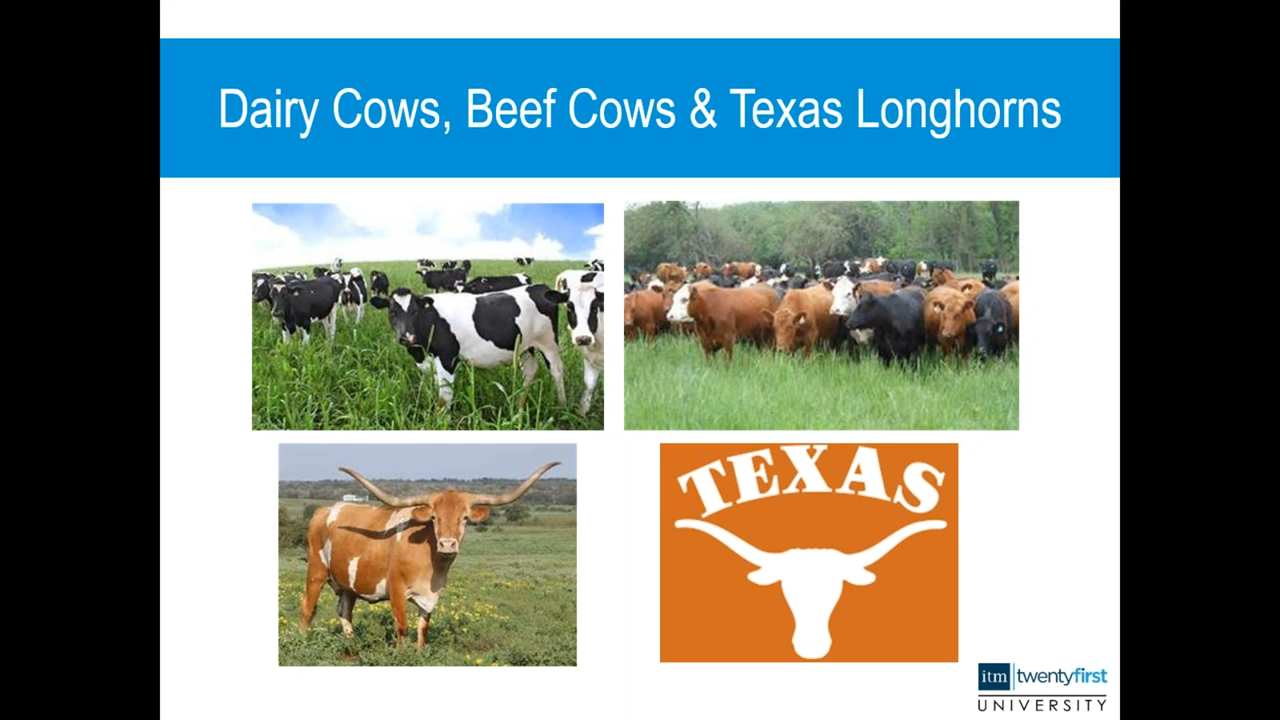 Dairy Cows, Beef Cows & Texas Longhorns
TEXAS
itm twentyfirst
UNIVERSITY